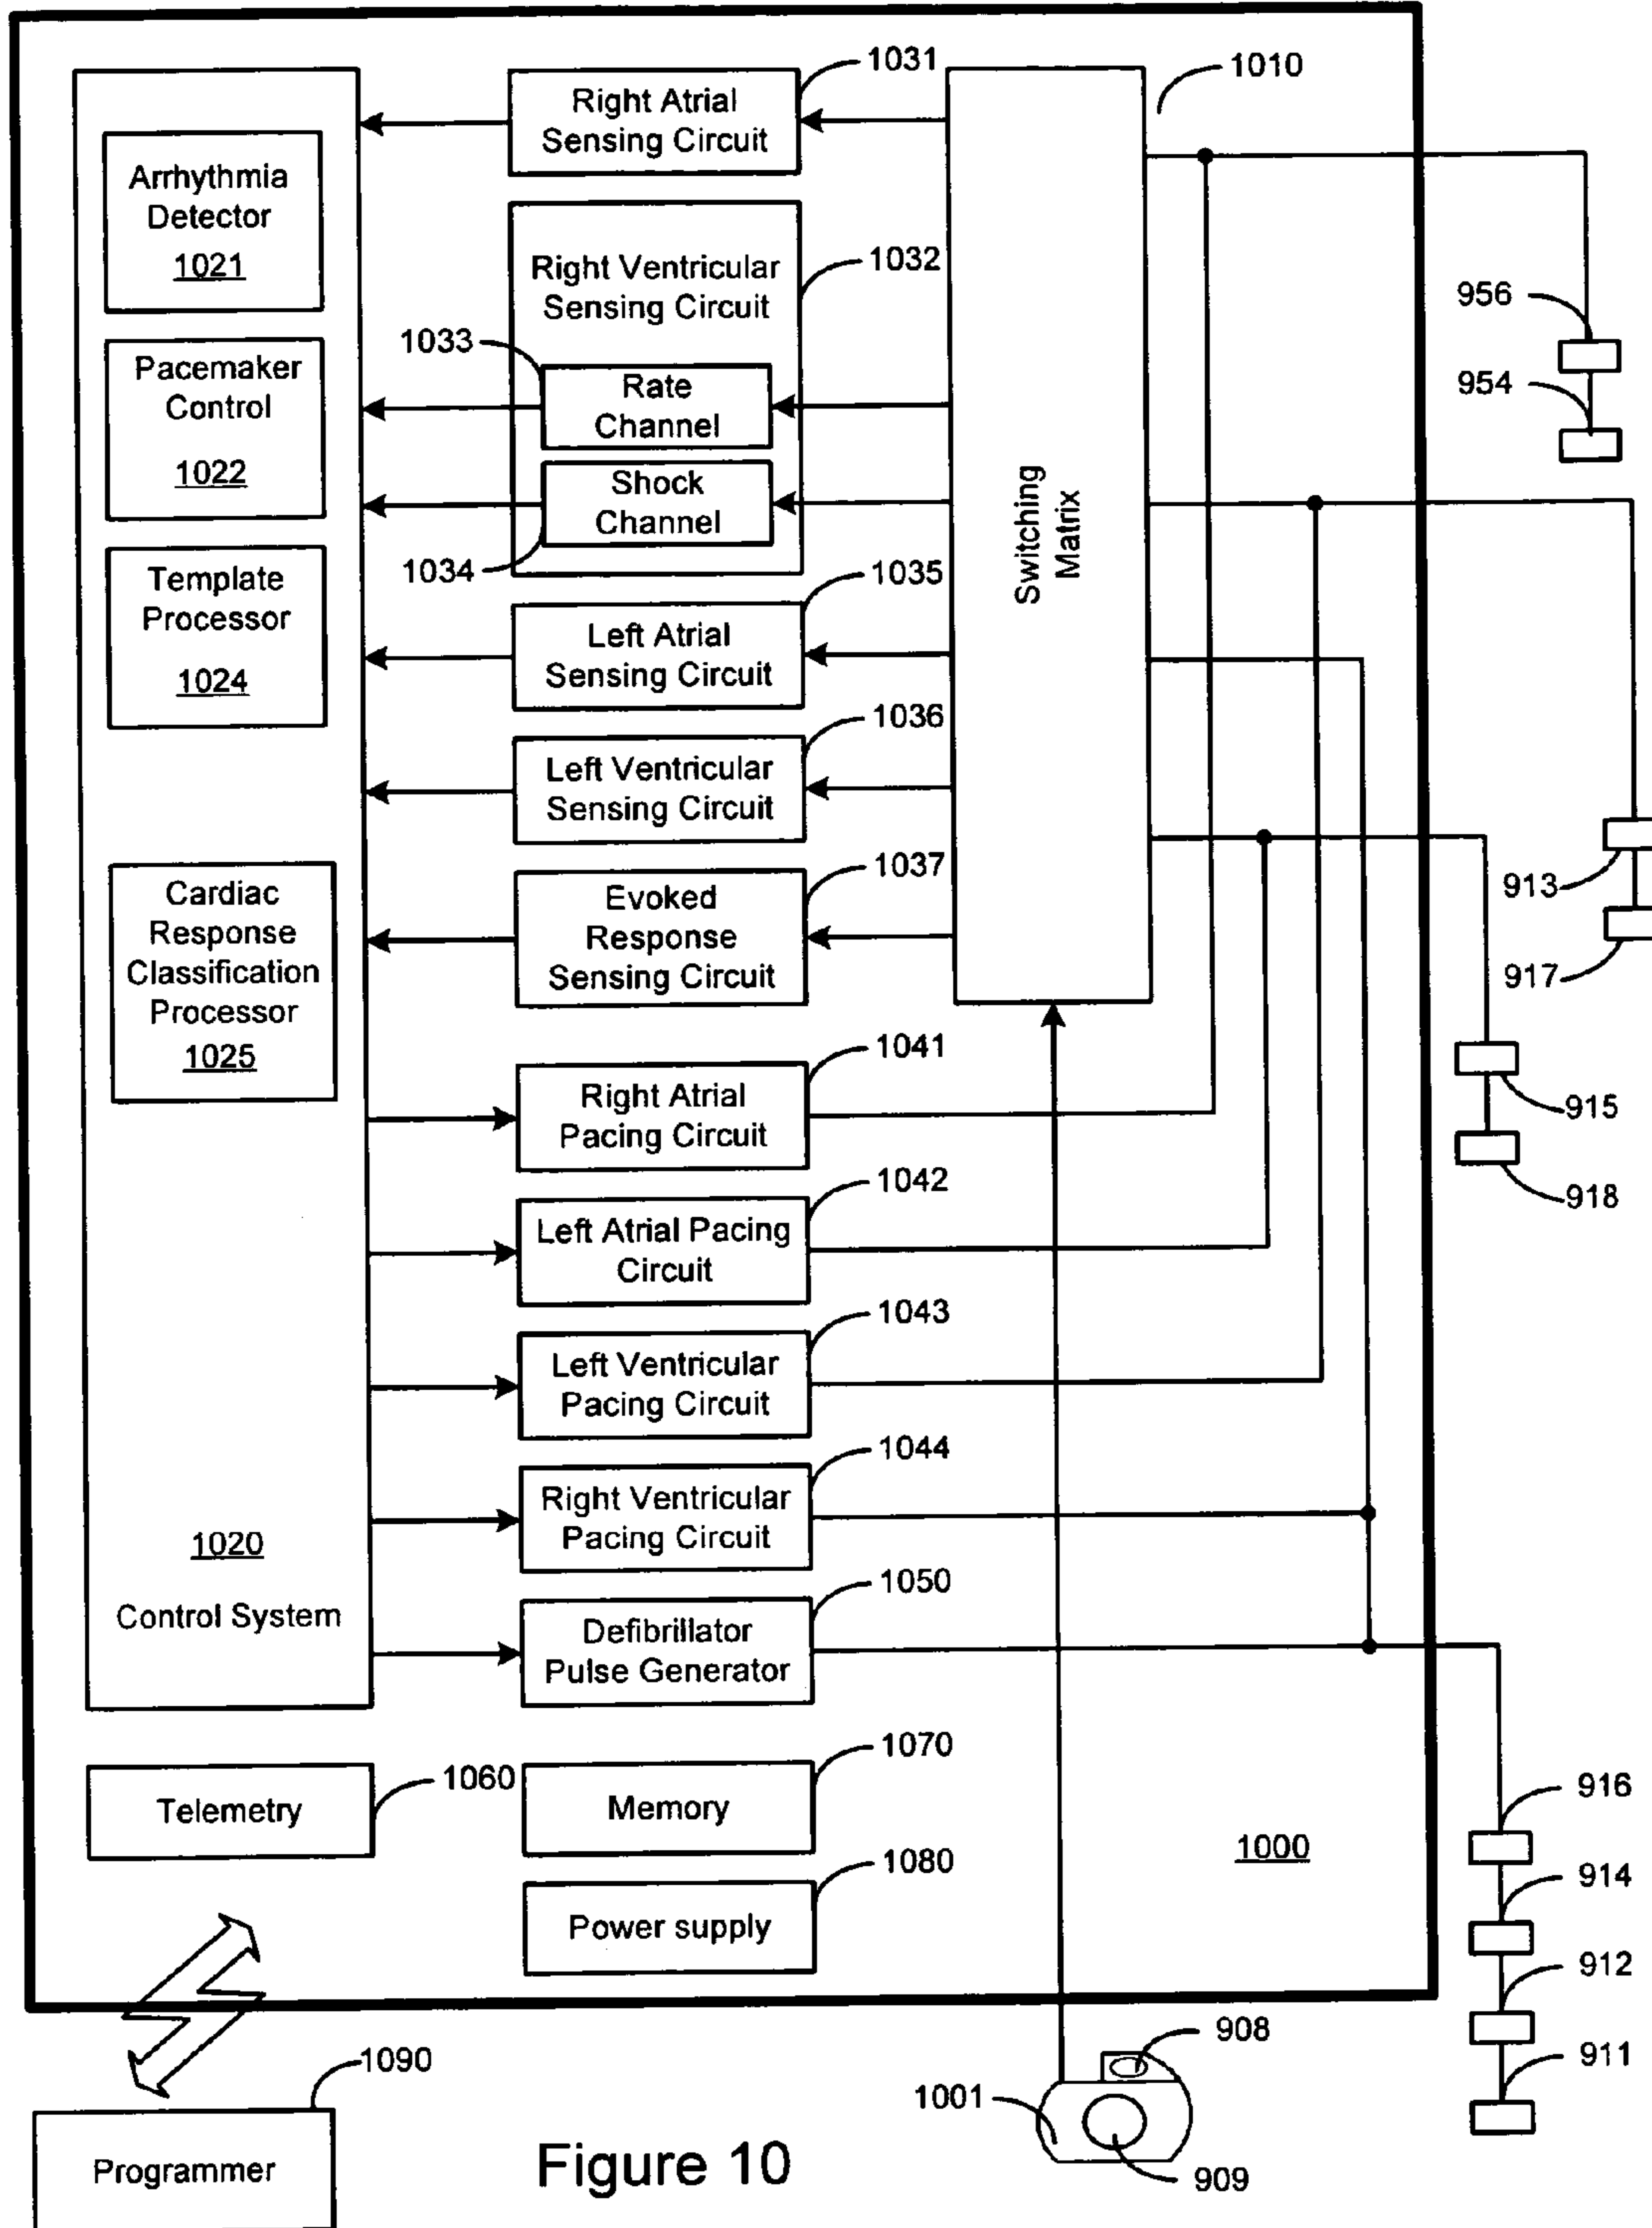 1031
1010
Right Atrial
Sensing Circuit
Arrhythmia
Detector
1021
1032
Right Ventricular
Sensing Circuit
956
1033
Pacemaker
Control
1022
Rate
Channel
954
Shock
Channel
Switching
Matrix
1034
1035
Template
Processor
1024
Left Atrial
Sensing Circuit
1036
Left Ventricular
Sensing Circuit
1037
913
Cardiac
Response
Classification
Processor
1025
Evoked
Response
Sensing Circuit
917
1041
Right Atrial
Pacing Circuit
915
1042
918
Left Atrial Pacing
Circuit
1043
Left Ventricular
Pacing Circuit
1044
Right Ventricular
Pacing Circuit
1020
Control System
1050
Defibrillator
Pulse Generator
1070
1060
Telemetry
Memory
916
1000
1080
914
Power supply
912
908
1090
911
1001
Programmer
Figure 10
909